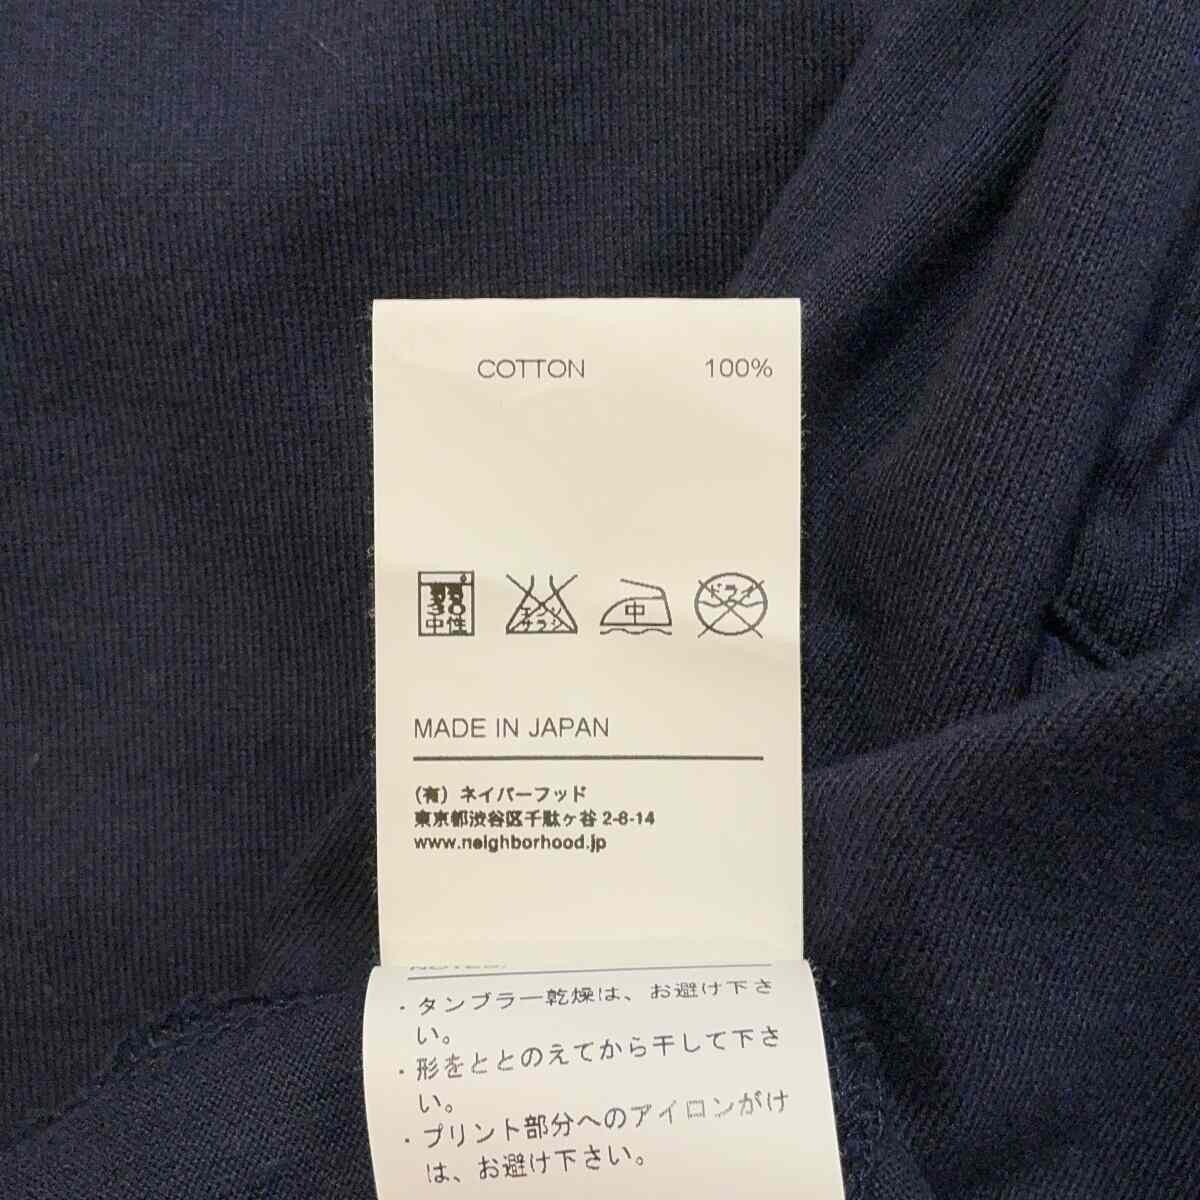 COTTON 100%
弱
30
中性
エンソ
サラシ
中
ドライ
MADE IN JAPAN
(有) ネイバーフッド
東京都渋谷区千駄ヶ谷 2-8-14
www.neighborhood.jp
NOTES:
・タンブラー乾燥は、お避け下さ
い。
・形をととのえてから干して下さ
い。
・プリント部分へのアイロンがけ
は、お避け下さい。